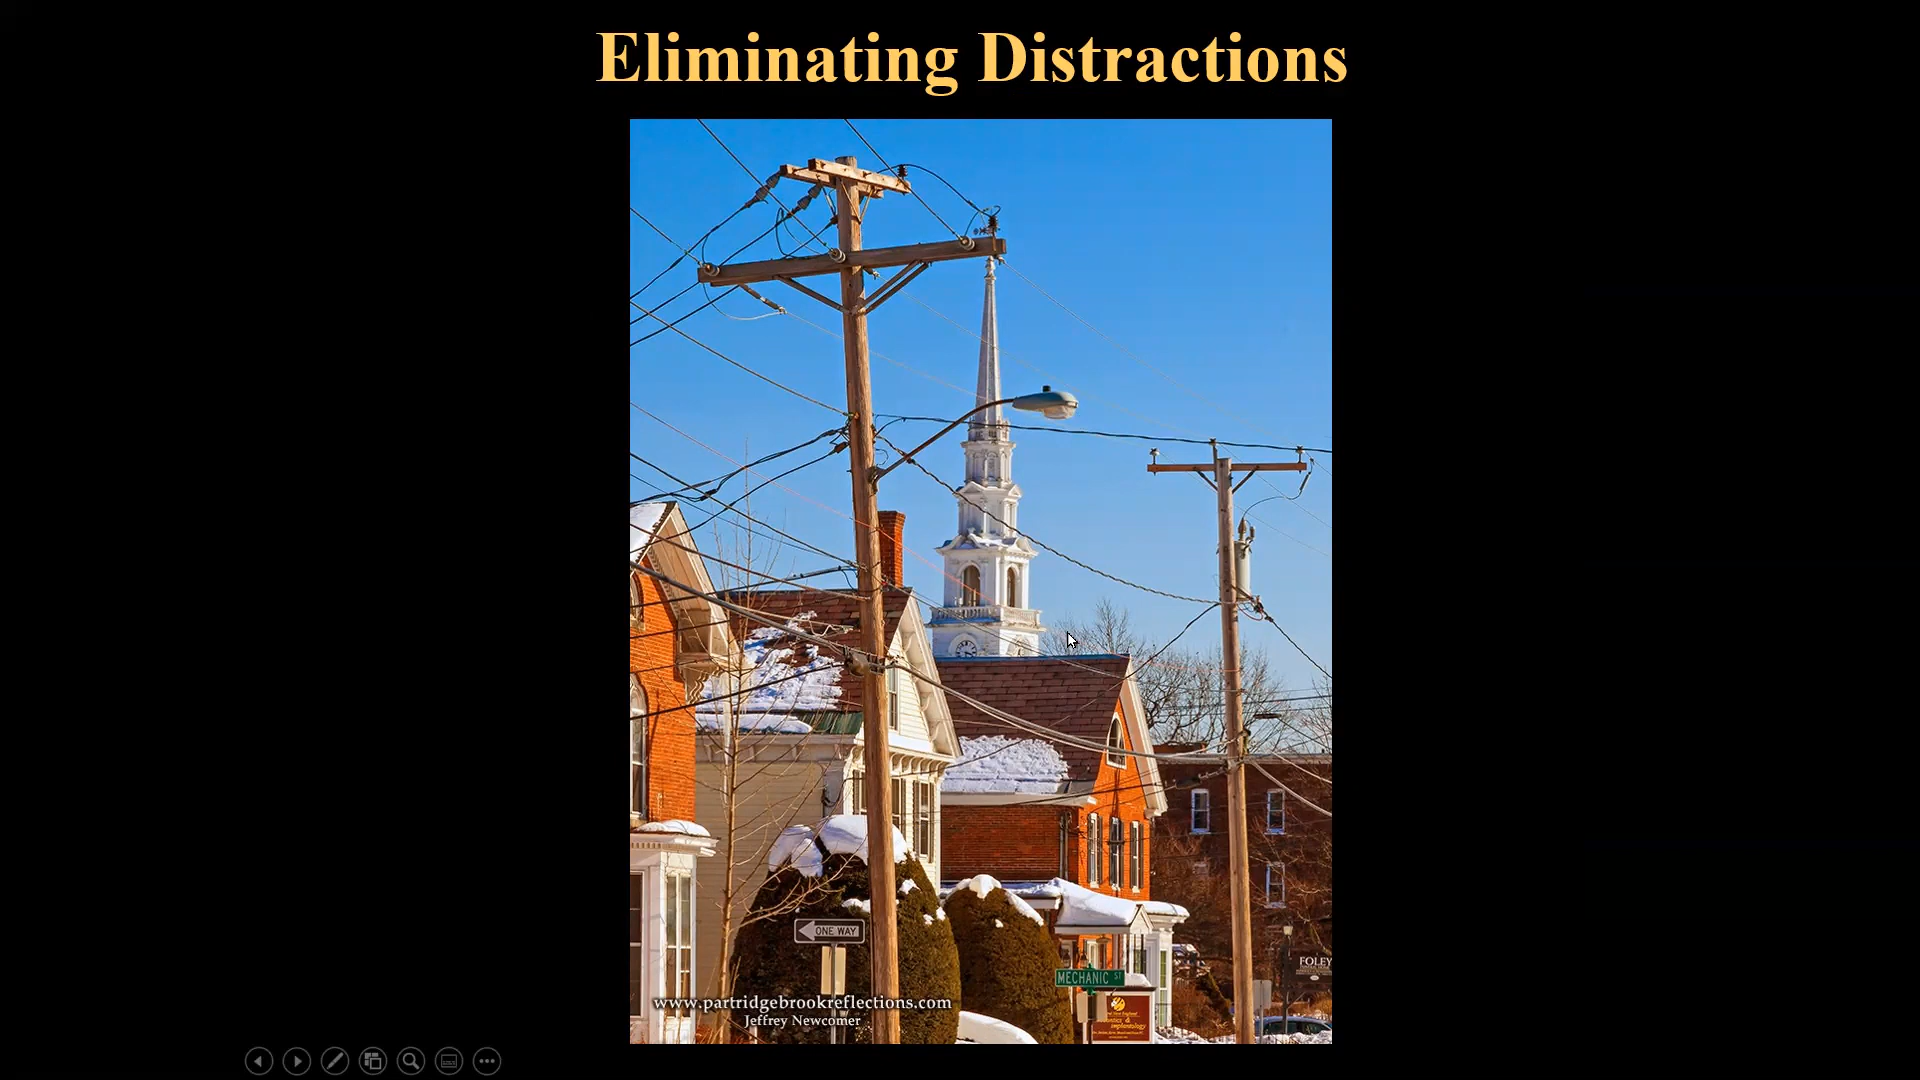 Eliminating Distractions
ONE WAY
MECHANIC ST
FOLEY
www.partridgebrookreflections.com
Jeffrey Newcomer